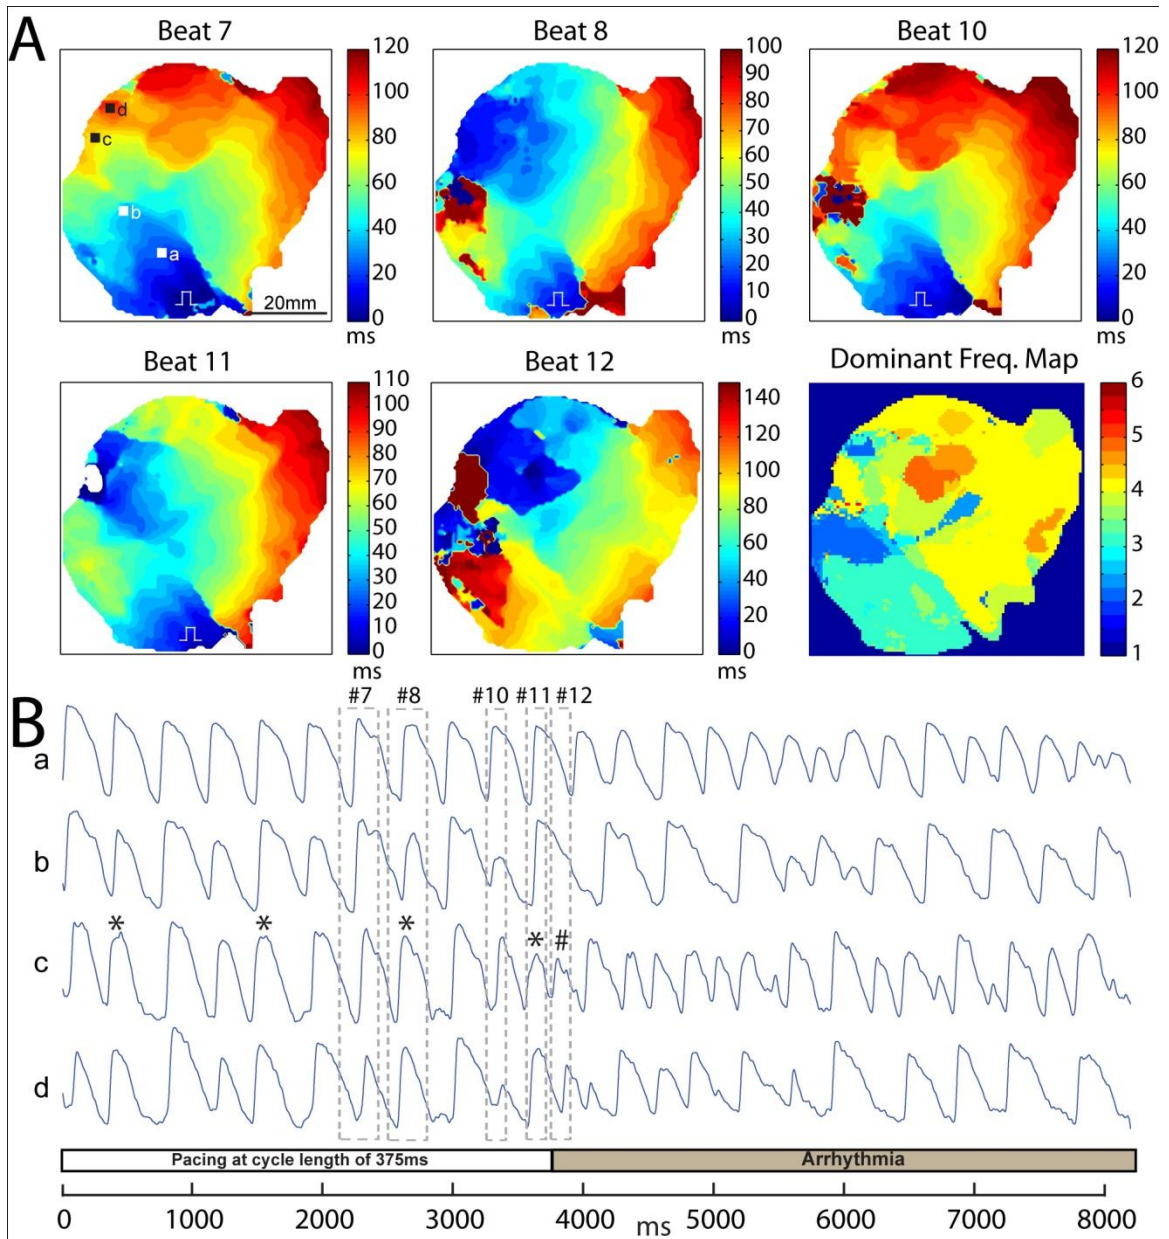 A
Beat 7
Beat 8
Beat 10
120
100
80
60
40
20
0
ms
d
c
b
a
20mm
100
90
80
70
60
50
40
30
20
10
0
ms
120
100
80
60
40
20
0
ms
Beat 11
Beat 12
Dominant Freq. Map
110
100
90
80
70
60
50
40
30
20
10
0
ms
140
120
100
80
60
40
20
0
ms
6
5
4
3
2
1
B
#7 #8 #10 #11 #12
a
b
c
* * * * #
d
Pacing at cycle length of 375ms
Arrhythmia
0 1000 2000 3000 4000 5000 6000 7000 8000
ms